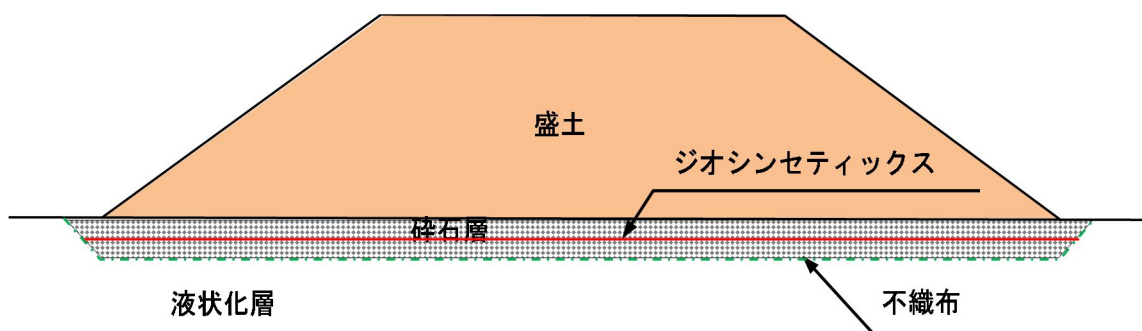 盛土
ジオシンセティックス
砕石層
液状化層
不織布